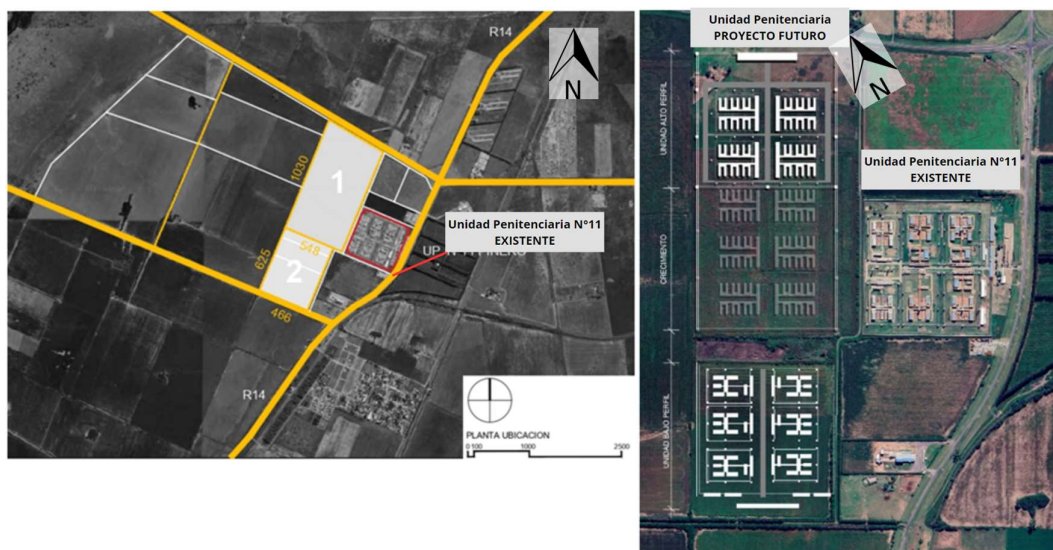 R14
N
1
1030
Unidad Penitenciaria N°11
EXISTENTE
UP
548
625
2
466
R14
PLANTA UBICACION
0 100 1000 2500
Unidad Penitenciaria
PROYECTO FUTURO
N
UNIDAD ALTO PERFIL
Unidad Penitenciaria N°11
EXISTENTE
CRECIMIENTO
UNIDAD BAJO PERFIL